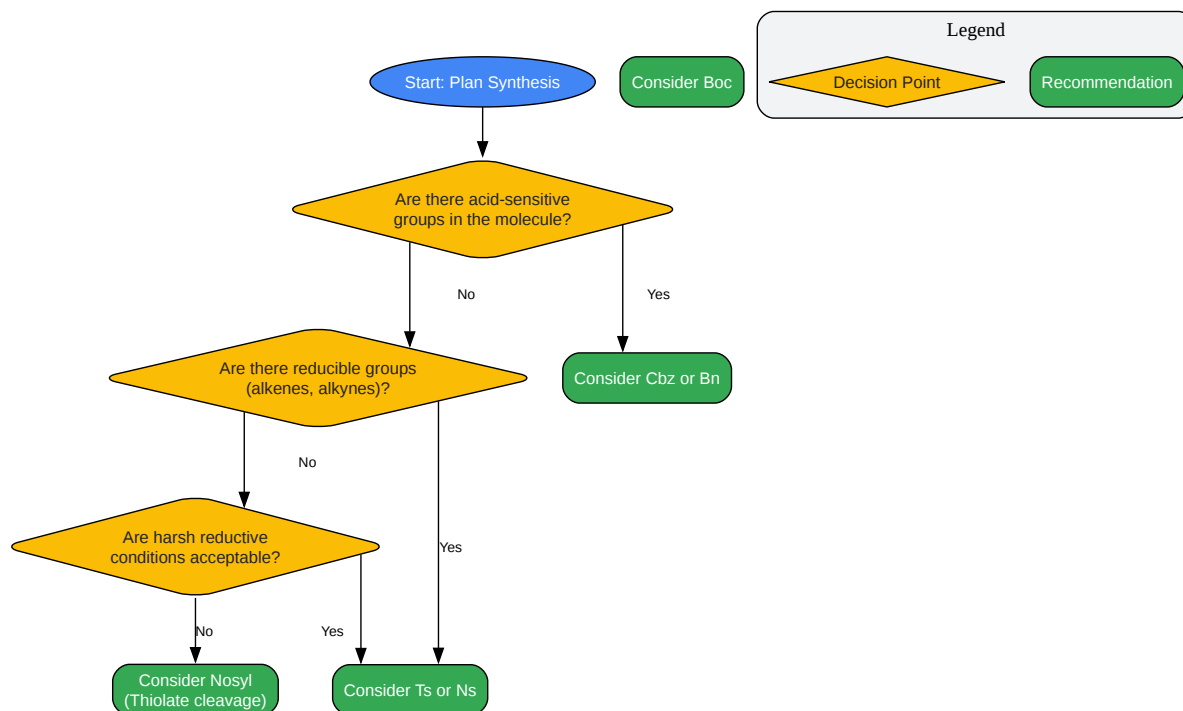 Legend
Start: Plan Synthesis
Consider Boc
Decision Point
Recommendation
Are there acid-sensitive
groups in the molecule?
No
Yes
Are there reducible groups
(alkenes, alkynes)?
Consider Cbz or Bn
No
Are harsh reductive
conditions acceptable?
Yes
No
Yes
Consider Nosyl
(Thiolate cleavage)
Consider Ts or Ns